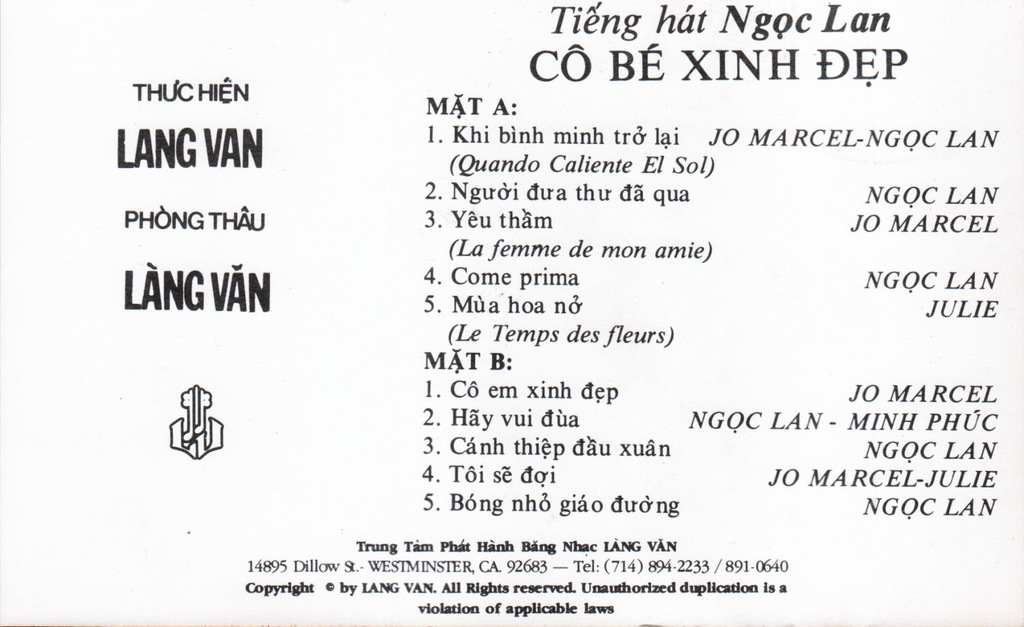 THỰC HIỆN
LANG VAN
PHÒNG THÂU
LÀNG VĂN
Tiếng hát Ngọc Lan
CÔ BÉ XINH ĐẸP
MẶT A:
1. Khi bình minh trở lại JO MARCEL-NGỌC LAN
(Quando Caliente El Sol)
2. Người đưa thư đã qua NGỌC LAN
3. Yêu thầm JO MARCEL
(La femme de mon amie)
4. Come prima NGỌC LAN
5. Mùa hoa nở JULIE
(Le Temps des fleurs)
MẶT B:
1. Cô em xinh đẹp JO MARCEL
2. Hãy vui đùa NGỌC LAN - MINH PHÚC
3. Cánh thiệp đầu xuân NGỌC LAN
4. Tôi sẽ đợi JO MARCEL-JULIE
5. Bóng nhỏ giáo đường NGỌC LAN
Trung Tâm Phát Hành Băng Nhạc LÀNG VĂN
14895 Dillow St.- WESTMINSTER, CA. 92683 — Tel: (714) 894-2233 / 891-0640
Copyright © by LANG VAN. All Rights reserved. Unauthorized duplication is a
violation of applicable laws